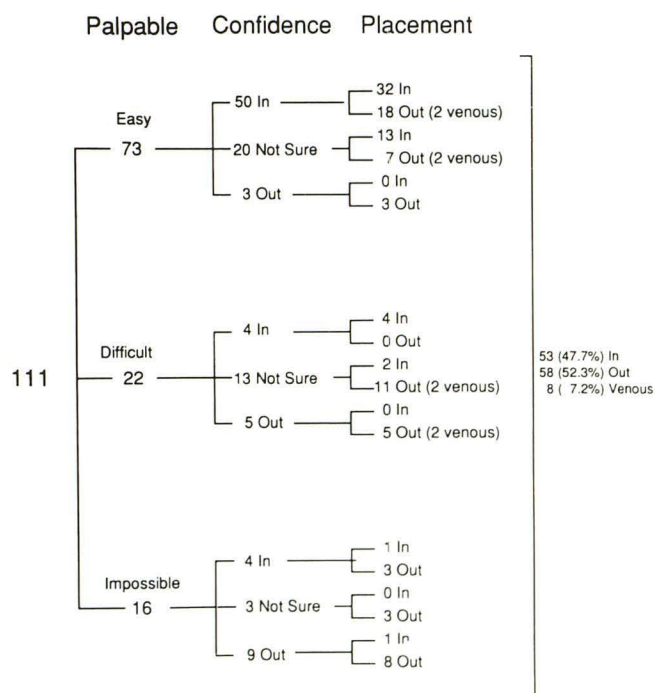 Palpable Confidence Placement
32 In
50 In
18 Out (2 venous)
Easy
13 In
73
20 Not Sure
7 Out (2 venous)
0 In
3 Out
3 Out
4 In
4 In
0 Out
Difficult
2 In
111
22
13 Not Sure
11 Out (2 venous)
0 In
5 Out
5 Out (2 venous)
53 (47.7%) In
58 (52.3%) Out
8 ( 7.2%) Venous
1 In
4 In
3 Out
Impossible
0 In
16
3 Not Sure
3 Out
1 In
9 Out
8 Out